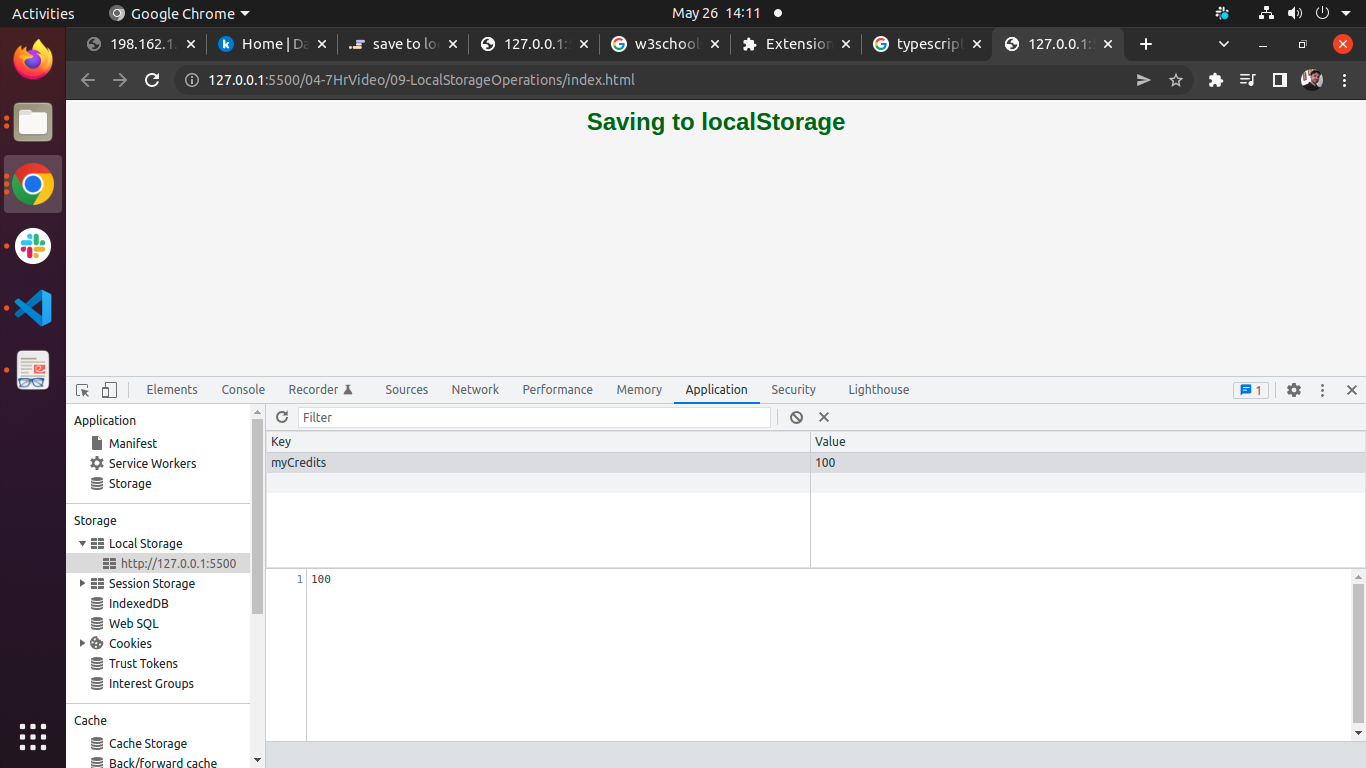 Activities Google Chrome May 26 14:11
198.162.1. Home | Da save to lo 127.0.0.1: w3school Extension typescript 127.0.0.1:
127.0.0.1:5500/04-7HrVideo/09-LocalStorageOperations/index.html
Saving to localStorage
Elements Console Recorder Sources Network Performance Memory Application Security Lighthouse 1
Application
Filter
Manifest
Service Workers
Storage
Key Value
myCredits 100
Storage
Local Storage
http://127.0.0.1:5500
Session Storage
IndexedDB
Web SQL
Cookies
Trust Tokens
Interest Groups
1 100
Cache
Cache Storage
Back/forward cache